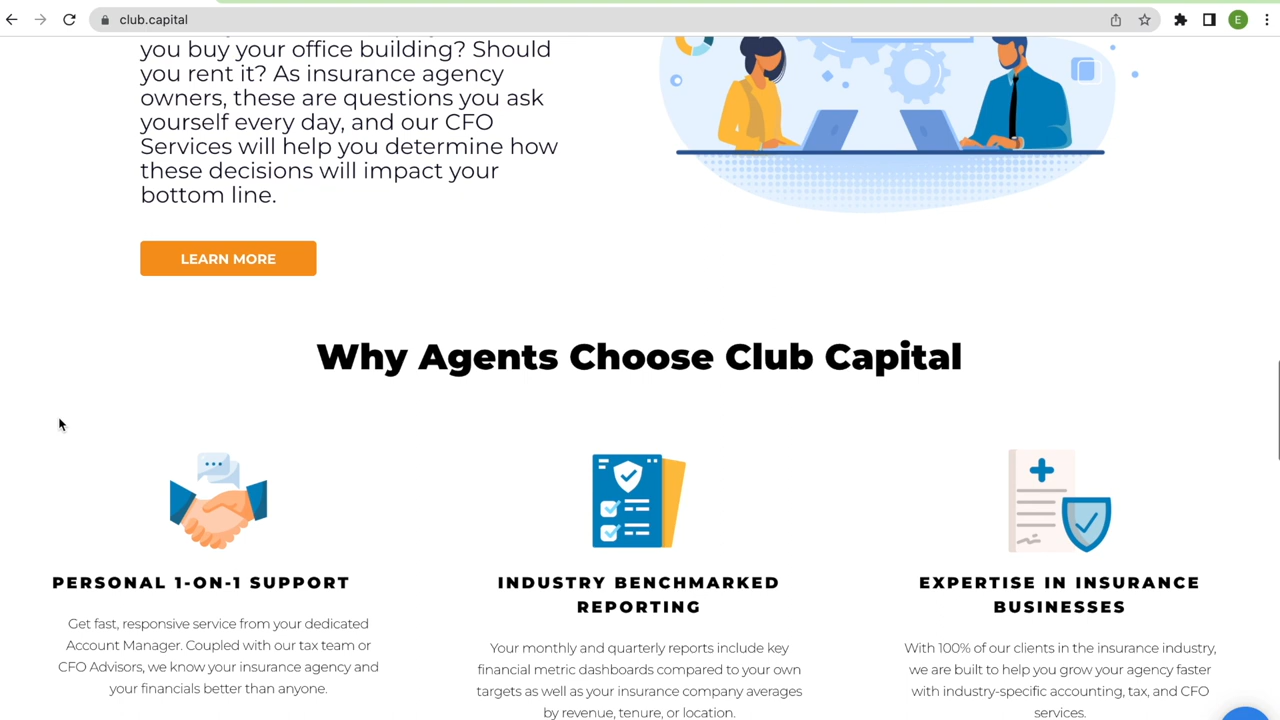 club.capital
E
you buy your office building? Should
you rent it? As insurance agency
owners, these are questions you ask
yourself every day, and our CFO
Services will help you determine how
these decisions will impact your
bottom line.
LEARN MORE
Why Agents Choose Club Capital
PERSONAL 1-ON-1 SUPPORT
Get fast, responsive service from your dedicated
Account Manager. Coupled with our tax team or
CFO Advisors, we know your insurance agency and
your financials better than anyone.
INDUSTRY BENCHMARKED
REPORTING
Your monthly and quarterly reports include key
financial metric dashboards compared to your own
targets as well as your insurance company averages
by revenue, tenure, or location.
EXPERTISE IN INSURANCE
BUSINESSES
With 100% of our clients in the insurance industry,
we are built to help you grow your agency faster
with industry-specific accounting, tax, and CFO
services.